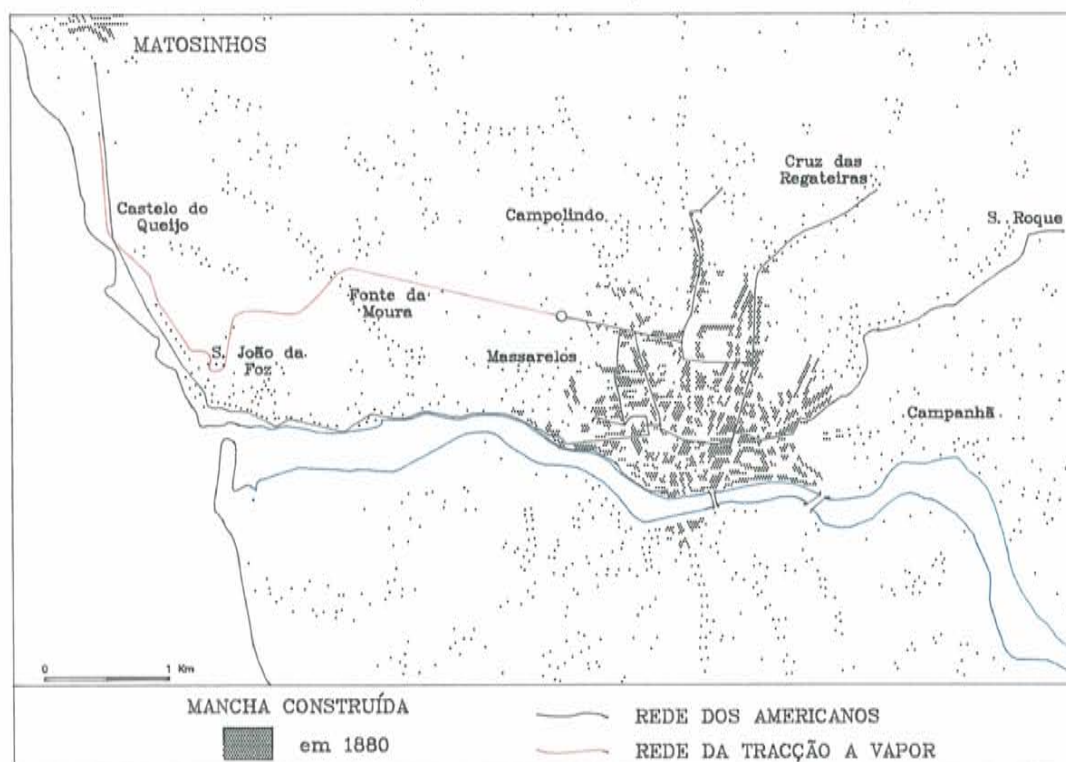 MATOSINHOS
Cruz das
Regateiras
Castelo do
Queijo
Campolindo
S. Roque
Fonte da
Moura
S. João da
Foz
Massarelos
Campanhã
0 1 Km
MANCHA CONSTRUÍDA
em 1880
REDE DOS AMERICANOS
REDE DA TRACÇÃO A VAPOR